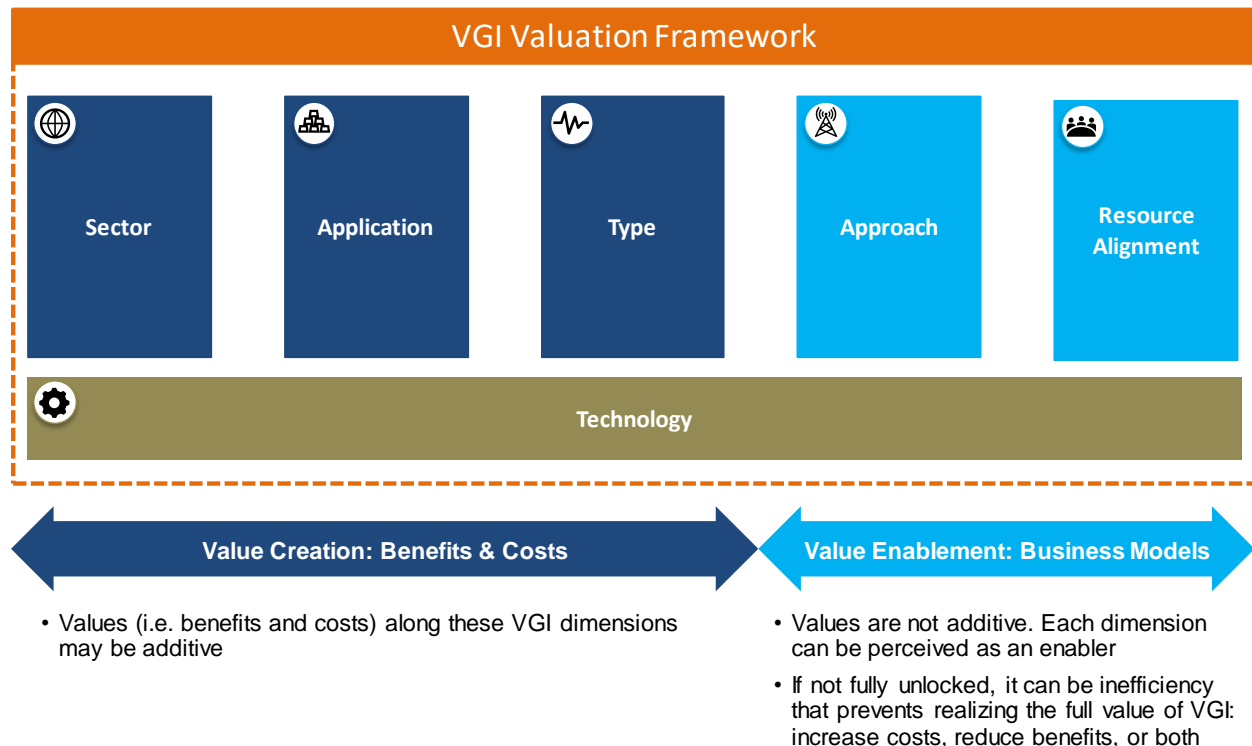 VGI Valuation Framework
Sector
Application
Type
Approach
Resource
Alignment
Technology
Value Creation: Benefits & Costs
Value Enablement: Business Models
• Values (i.e. benefits and costs) along these VGI dimensions
may be additive
• Values are not additive. Each dimension
can be perceived as an enabler
• If not fully unlocked, it can be inefficiency
that prevents realizing the full value of VGI:
increase costs, reduce benefits, or both